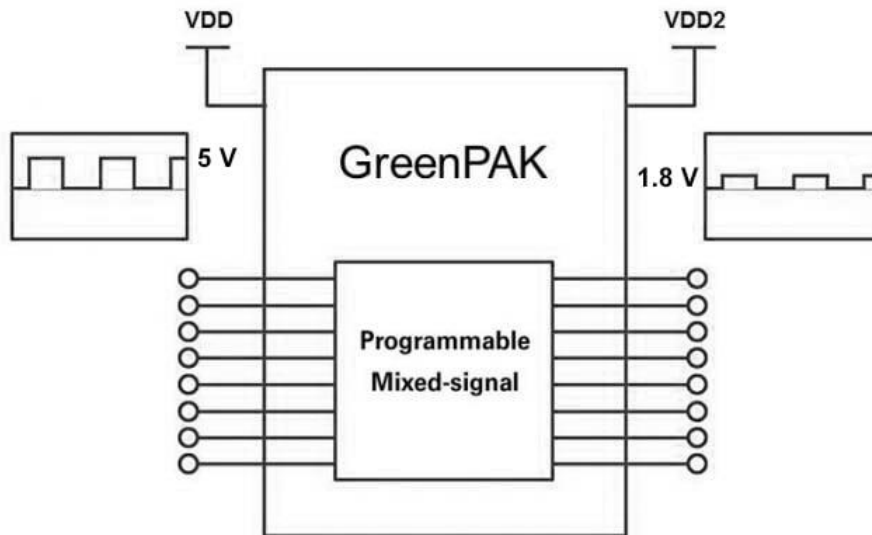 VDD
VDD2
5 V
GreenPAK
1.8 V
Programmable
Mixed-signal